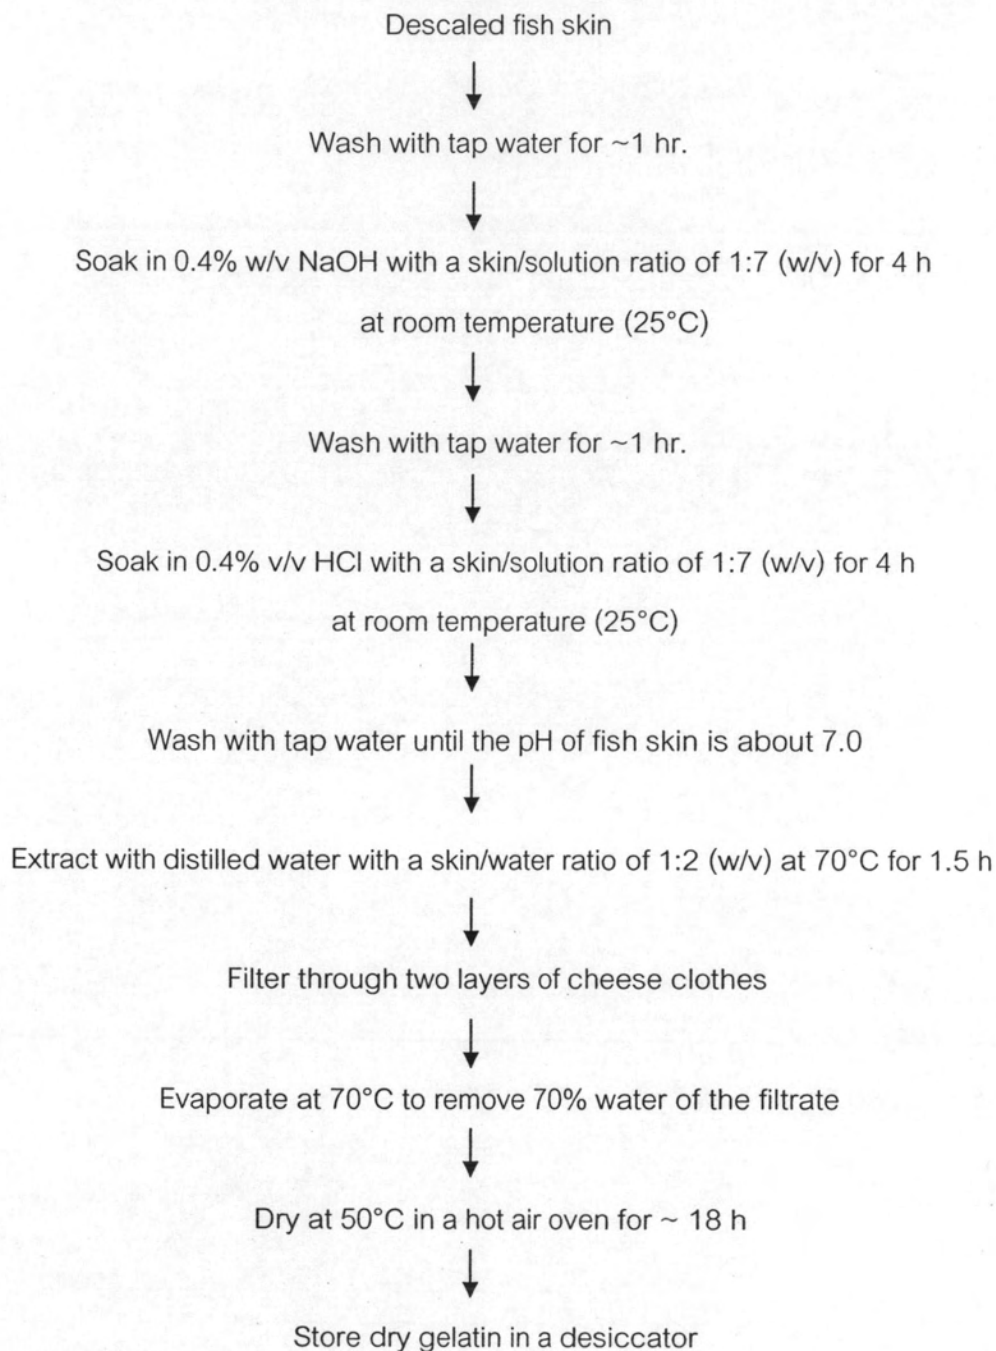 Descaled fish skin
Wash with tap water for ~1 hr.
Soak in 0.4% w/v NaOH with a skin/solution ratio of 1:7 (w/v) for 4 h
at room temperature (25°C)
Wash with tap water for ~1 hr.
Soak in 0.4% v/v HCl with a skin/solution ratio of 1:7 (w/v) for 4 h
at room temperature (25°C)
Wash with tap water until the pH of fish skin is about 7.0
Extract with distilled water with a skin/water ratio of 1:2 (w/v) at 70°C for 1.5 h
Filter through two layers of cheese clothes
Evaporate at 70°C to remove 70% water of the filtrate
Dry at 50°C in a hot air oven for ~ 18 h
Store dry gelatin in a desiccator